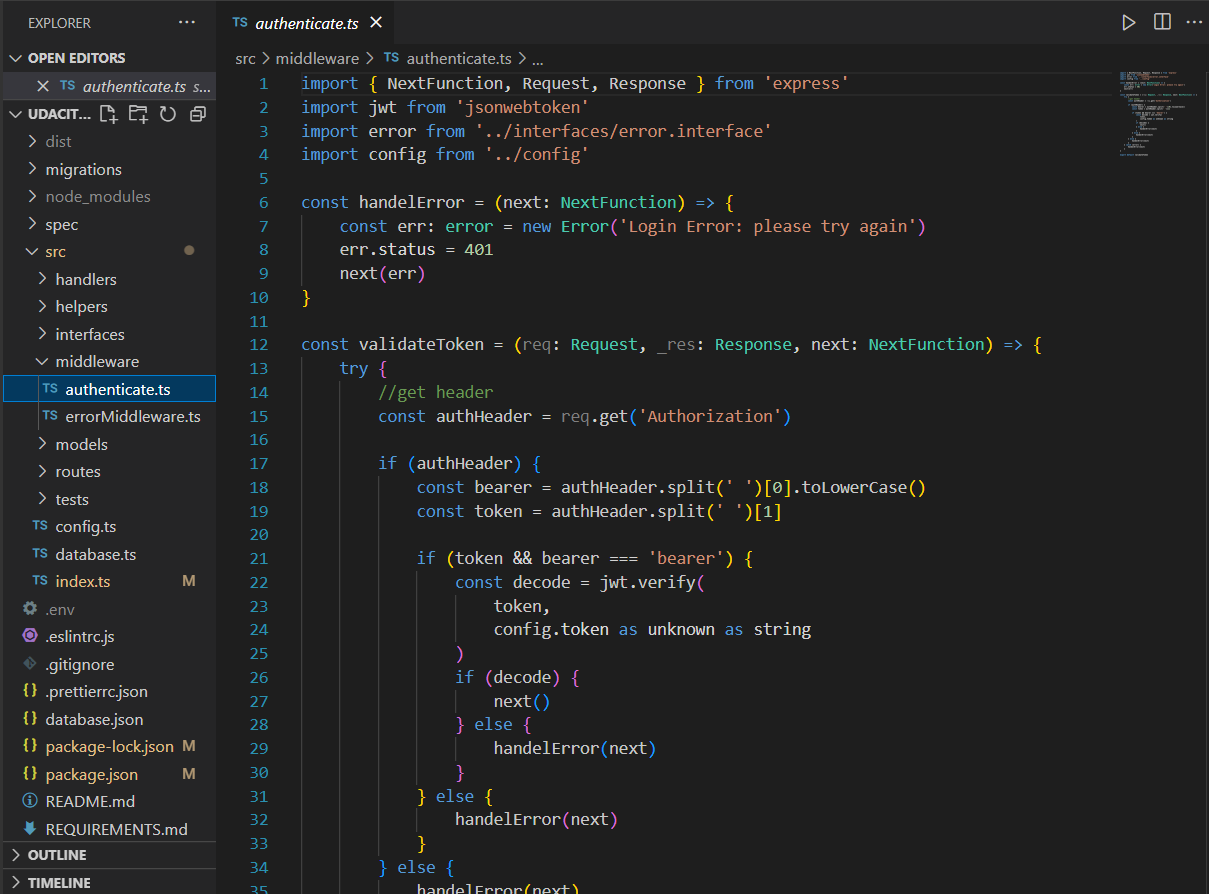 EXPLORER
OPEN EDITORS
TS authenticate.ts s...
UDACIT...
dist
migrations
node_modules
spec
src
handlers
helpers
interfaces
middleware
TS authenticate.ts
TS errorMiddleware.ts
models
routes
tests
TS config.ts
TS database.ts
TS index.ts M
.env
.eslintrc.js
.gitignore
{} .prettierrc.json
{} database.json
{} package-lock.json M
{} package.json M
README.md
REQUIREMENTS.md
OUTLINE
TIMELINE
TS authenticate.ts
src > middleware > TS authenticate.ts > ...
1 import { NextFunction, Request, Response } from 'express'
2 import jwt from 'jsonwebtoken'
3 import error from '../interfaces/error.interface'
4 import config from '../config'
5
6 const handelError = (next: NextFunction) => {
7 const err: error = new Error('Login Error: please try again')
8 err.status = 401
9 next(err)
10 }
11
12 const validateToken = (req: Request, _res: Response, next: NextFunction) => {
13 try {
14 //get header
15 const authHeader = req.get('Authorization')
16
17 if (authHeader) {
18 const bearer = authHeader.split(' ')[0].toLowerCase()
19 const token = authHeader.split(' ')[1]
20
21 if (token && bearer === 'bearer') {
22 const decode = jwt.verify(
23 token,
24 config.token as unknown as string
25 )
26 if (decode) {
27 next()
28 } else {
29 handelError(next)
30 }
31 } else {
32 handelError(next)
33 }
34 } else {
35 handelError(next)